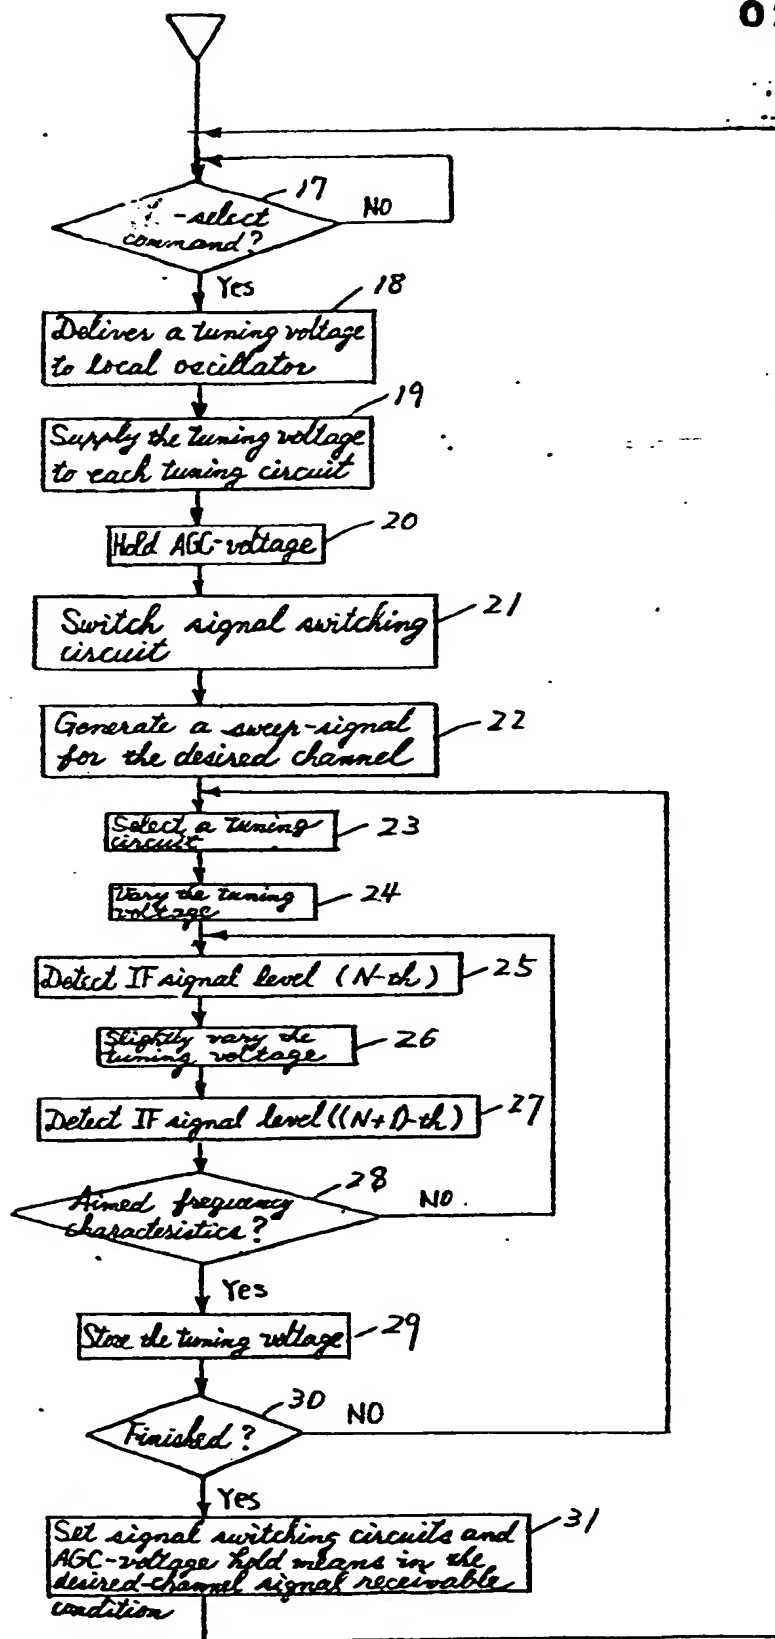 17
-select
command?
NO
Yes
18
Deliver a tuning voltage
to local oscillator
19
Supply the tuning voltage
to each tuning circuit
20
Hold AGC-voltage
21
Switch signal switching
circuit
22
Generate a sweep-signal
for the desired channel
23
Select a tuning
circuit
24
Vary the tuning
voltage
25
Detect IF signal level (N-th)
26
Slightly vary the
tuning voltage
27
Detect IF signal level ((N+1)-th)
28
Aimed frequency
characteristics?
NO.
Yes
29
Store the tuning voltage
30
Finished?
NO
Yes
31
Set signal switching circuits and
AGC-voltage hold means in the
desired-channel signal receivable
condition